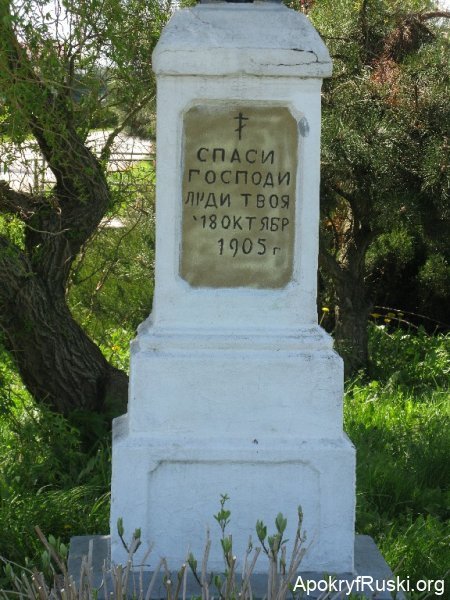 СПАСИ
ГОСПОДИ
ЛЮДИ ТВОЯ
18 ОКТЯБР
1905 г
ApokryfRuski.org